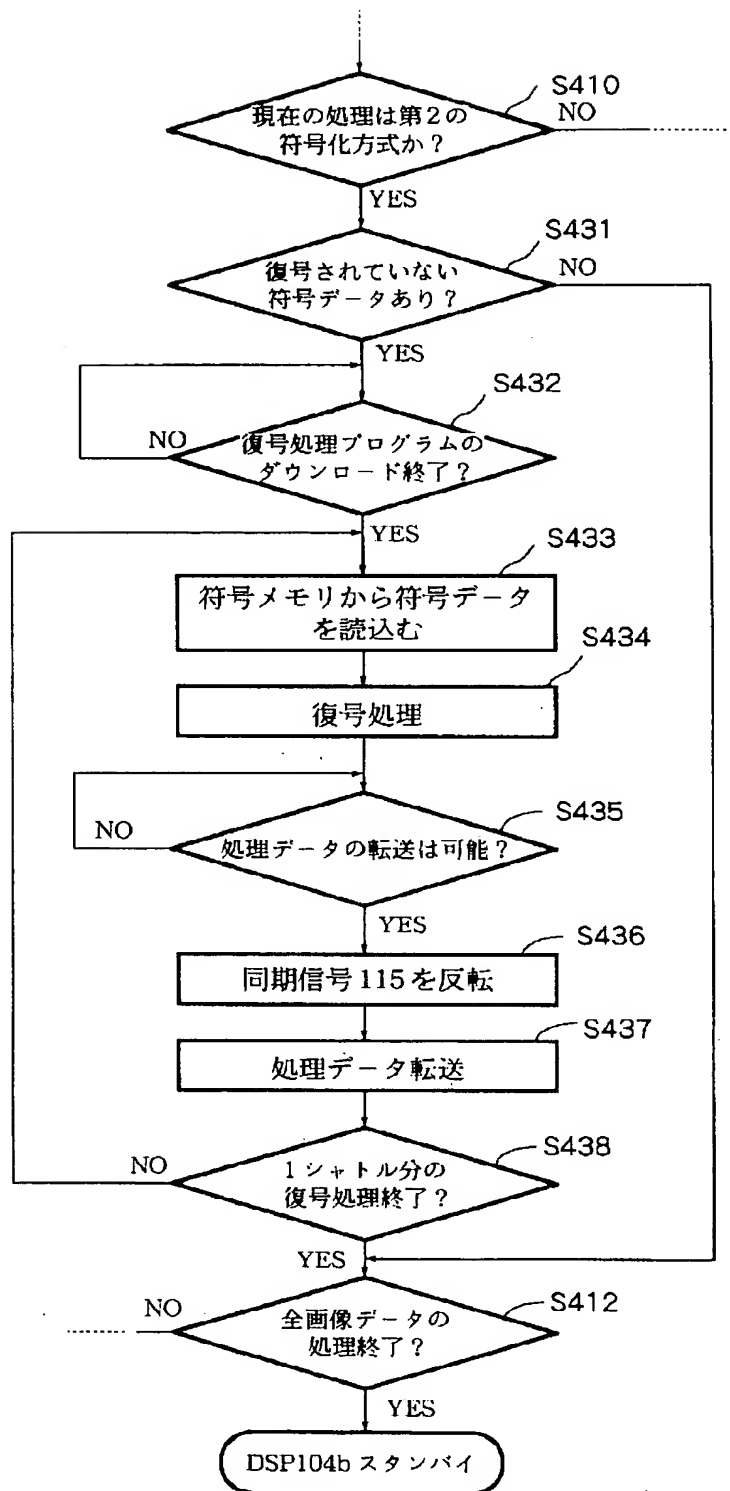 S410
現在の処理は第2の
符号化方式か？
NO
YES
S431
復号されていない
符号データあり？
NO
YES
S432
NO
復号処理プログラムの
ダウンロード終了？
YES
S433
符号メモリから符号データ
を読込む
S434
復号処理
S435
NO
処理データの転送は可能？
YES
S436
同期信号115を反転
S437
処理データ転送
S438
NO
1シャトル分の
復号処理終了？
YES
S412
NO
全画像データの
処理終了？
YES
DSP104b スタンバイ